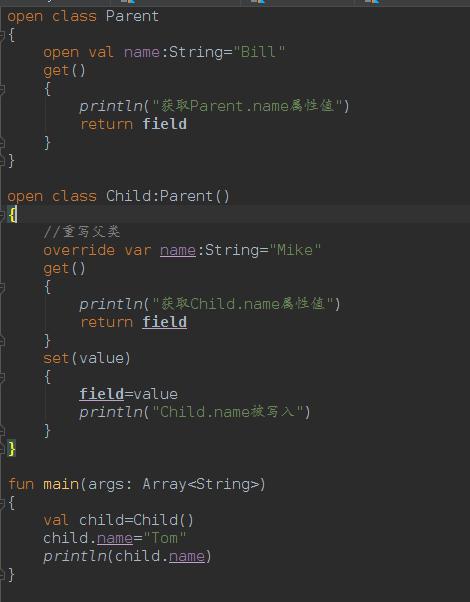 open class Parent
{
    open val name:String="Bill"
    get()
    {
        println("获取Parent.name属性值")
        return field
    }
}

open class Child:Parent()
{
    //重写父类
    override var name:String="Mike"
    get()
    {
        println("获取Child.name属性值")
        return field
    }
    set(value)
    {
        field=value
        println("Child.name被写入")
    }
}

fun main(args: Array<String>)
{
    val child=Child()
    child.name="Tom"
    println(child.name)
}